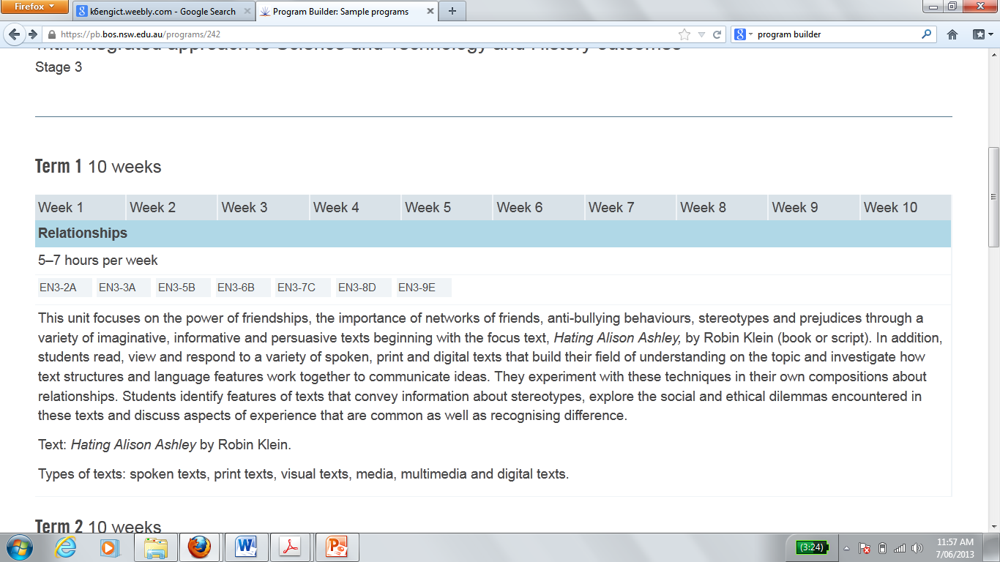 Firefox
k6engict.weebly.com - Google Search
Program Builder: Sample programs
https://pb.bos.nsw.edu.au/programs/242
program builder
with integrated approach to Science and Technology and History outcomes
Stage 3
Term 1 10 weeks
Week 1 Week 2 Week 3 Week 4 Week 5 Week 6 Week 7 Week 8 Week 9 Week 10
Relationships
5–7 hours per week
EN3-2A EN3-3A EN3-5B EN3-6B EN3-7C EN3-8D EN3-9E
This unit focuses on the power of friendships, the importance of networks of friends, anti-bullying behaviours, stereotypes and prejudices through a
variety of imaginative, informative and persuasive texts beginning with the focus text, Hating Alison Ashley, by Robin Klein (book or script). In addition,
students read, view and respond to a variety of spoken, print and digital texts that build their field of understanding on the topic and investigate how
text structures and language features work together to communicate ideas. They experiment with these techniques in their own compositions about
relationships. Students identify features of texts that convey information about stereotypes, explore the social and ethical dilemmas encountered in
these texts and discuss aspects of experience that are common as well as recognising difference.
Text: Hating Alison Ashley by Robin Klein.
Types of texts: spoken texts, print texts, visual texts, media, multimedia and digital texts.
Term 2 10 weeks
(3:24)
11:57 AM
7/06/2013